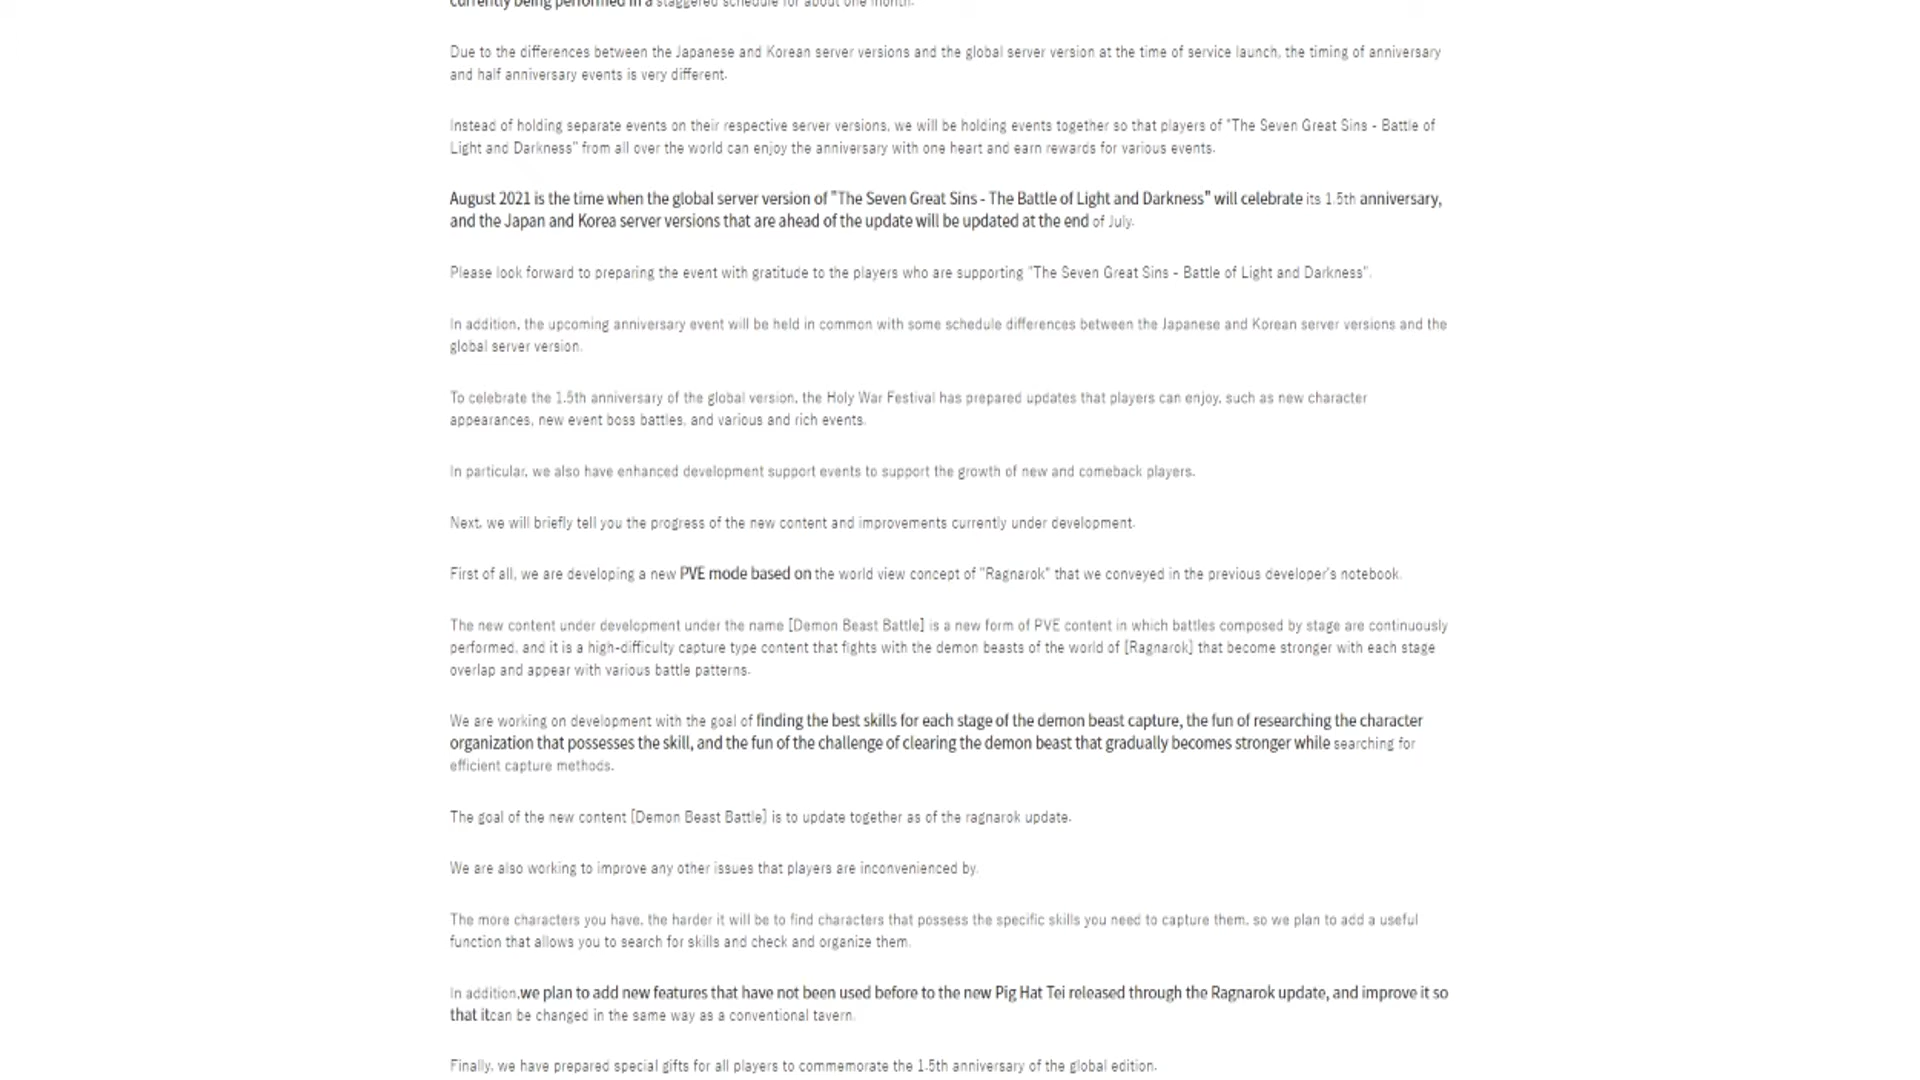 currently being performed in a staggered schedule for about one month.
Due to the differences between the Japanese and Korean server versions and the global server version at the time of service launch, the timing of anniversary
and half anniversary events is very different.
Instead of holding separate events on their respective server versions, we will be holding events together so that players of "The Seven Great Sins - Battle of
Light and Darkness" from all over the world can enjoy the anniversary with one heart and earn rewards for various events.
August 2021 is the time when the global server version of "The Seven Great Sins - The Battle of Light and Darkness" will celebrate its 1.5th anniversary,
and the Japan and Korea server versions that are ahead of the update will be updated at the end of July.
Please look forward to preparing the event with gratitude to the players who are supporting "The Seven Great Sins - Battle of Light and Darkness".
In addition, the upcoming anniversary event will be held in common with some schedule differences between the Japanese and Korean server versions and the
global server version.
To celebrate the 1.5th anniversary of the global version, the Holy War Festival has prepared updates that players can enjoy, such as new character
appearances, new event boss battles, and various and rich events.
In particular, we also have enhanced development support events to support the growth of new and comeback players.
Next, we will briefly tell you the progress of the new content and improvements currently under development.
First of all, we are developing a new PVE mode based on the world view concept of "Ragnarok" that we conveyed in the previous developer's notebook.
The new content under development under the name [Demon Beast Battle] is a new form of PVE content in which battles composed by stage are continuously
performed, and it is a high-difficulty capture type content that fights with the demon beasts of the world of [Ragnarok] that become stronger with each stage
overlap and appear with various battle patterns.
We are working on development with the goal of finding the best skills for each stage of the demon beast capture, the fun of researching the character
organization that possesses the skill, and the fun of the challenge of clearing the demon beast that gradually becomes stronger while searching for
efficient capture methods.
The goal of the new content [Demon Beast Battle] is to update together as of the ragnarok update.
We are also working to improve any other issues that players are inconvenienced by.
The more characters you have, the harder it will be to find characters that possess the specific skills you need to capture them, so we plan to add a useful
function that allows you to search for skills and check and organize them.
In addition,we plan to add new features that have not been used before to the new Pig Hat Tei released through the Ragnarok update, and improve it so
that itcan be changed in the same way as a conventional tavern.
Finally, we have prepared special gifts for all players to commemorate the 1.5th anniversary of the global edition.